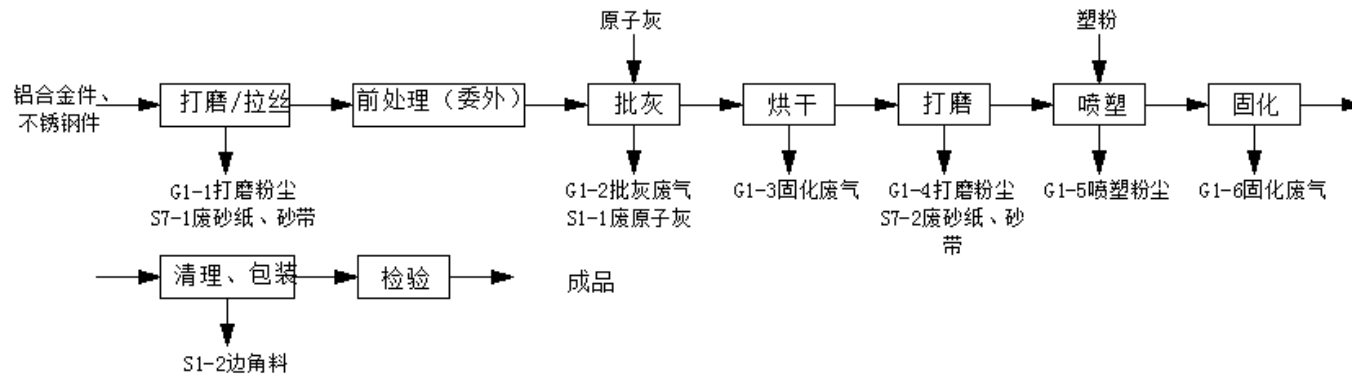 原子灰
塑粉
铝合金件、
不锈钢件
打磨/拉丝
前处理（委外）
批灰
烘干
打磨
喷塑
固化
G1-1打磨粉尘
S7-1废砂纸、砂带
G1-2批灰废气
S1-1废原子灰
G1-3固化废气
G1-4打磨粉尘
S7-2废砂纸、砂
带
G1-5喷塑粉尘
G1-6固化废气
清理、包装
检验
成品
S1-2边角料